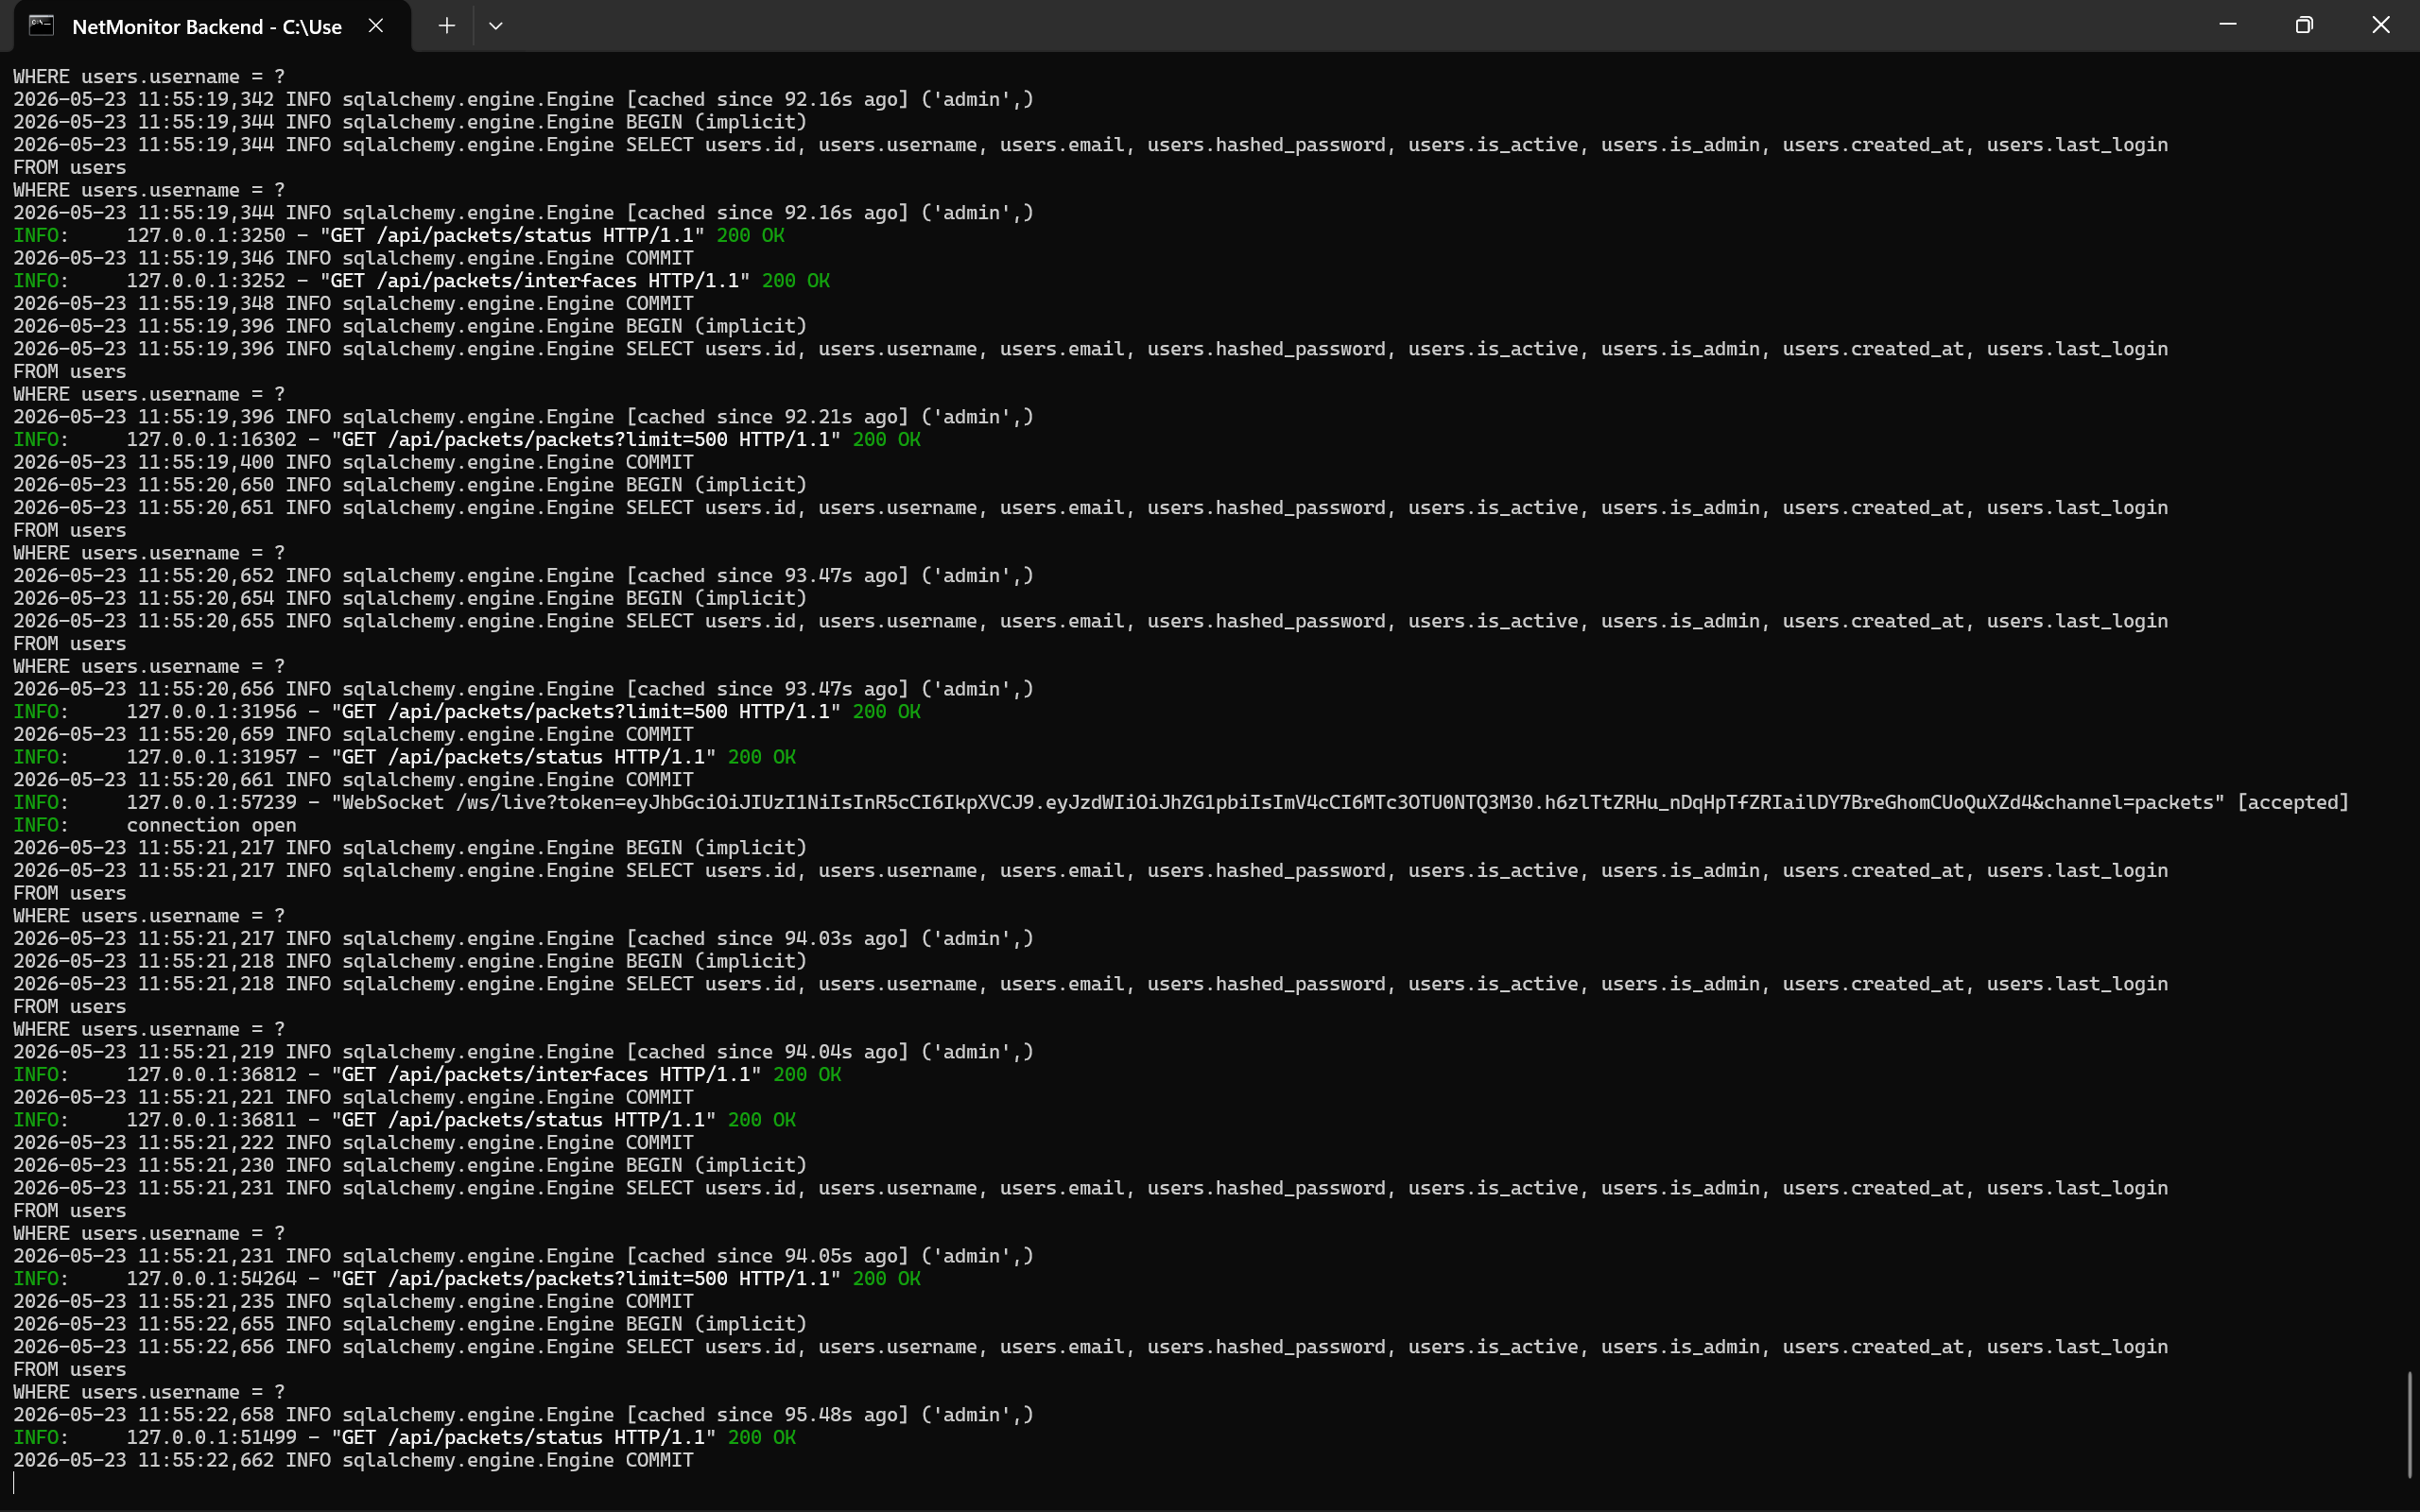 NetMonitor Backend - C:\Use
WHERE users.username = ?
2026-05-23 11:55:19,342 INFO sqlalchemy.engine.Engine [cached since 92.16s ago] ('admin',)
2026-05-23 11:55:19,344 INFO sqlalchemy.engine.Engine BEGIN (implicit)
2026-05-23 11:55:19,344 INFO sqlalchemy.engine.Engine SELECT users.id, users.username, users.email, users.hashed_password, users.is_active, users.is_admin, users.created_at, users.last_login
FROM users
WHERE users.username = ?
2026-05-23 11:55:19,344 INFO sqlalchemy.engine.Engine [cached since 92.16s ago] ('admin',)
INFO:     127.0.0.1:3250 - "GET /api/packets/status HTTP/1.1" 200 OK
2026-05-23 11:55:19,346 INFO sqlalchemy.engine.Engine COMMIT
INFO:     127.0.0.1:3252 - "GET /api/packets/interfaces HTTP/1.1" 200 OK
2026-05-23 11:55:19,348 INFO sqlalchemy.engine.Engine COMMIT
2026-05-23 11:55:19,396 INFO sqlalchemy.engine.Engine BEGIN (implicit)
2026-05-23 11:55:19,396 INFO sqlalchemy.engine.Engine SELECT users.id, users.username, users.email, users.hashed_password, users.is_active, users.is_admin, users.created_at, users.last_login
FROM users
WHERE users.username = ?
2026-05-23 11:55:19,396 INFO sqlalchemy.engine.Engine [cached since 92.21s ago] ('admin',)
INFO:     127.0.0.1:16302 - "GET /api/packets/packets?limit=500 HTTP/1.1" 200 OK
2026-05-23 11:55:19,400 INFO sqlalchemy.engine.Engine COMMIT
2026-05-23 11:55:20,650 INFO sqlalchemy.engine.Engine BEGIN (implicit)
2026-05-23 11:55:20,651 INFO sqlalchemy.engine.Engine SELECT users.id, users.username, users.email, users.hashed_password, users.is_active, users.is_admin, users.created_at, users.last_login
FROM users
WHERE users.username = ?
2026-05-23 11:55:20,652 INFO sqlalchemy.engine.Engine [cached since 93.47s ago] ('admin',)
2026-05-23 11:55:20,654 INFO sqlalchemy.engine.Engine BEGIN (implicit)
2026-05-23 11:55:20,655 INFO sqlalchemy.engine.Engine SELECT users.id, users.username, users.email, users.hashed_password, users.is_active, users.is_admin, users.created_at, users.last_login
FROM users
WHERE users.username = ?
2026-05-23 11:55:20,656 INFO sqlalchemy.engine.Engine [cached since 93.47s ago] ('admin',)
INFO:     127.0.0.1:31956 - "GET /api/packets/packets?limit=500 HTTP/1.1" 200 OK
2026-05-23 11:55:20,659 INFO sqlalchemy.engine.Engine COMMIT
INFO:     127.0.0.1:31957 - "GET /api/packets/status HTTP/1.1" 200 OK
2026-05-23 11:55:20,661 INFO sqlalchemy.engine.Engine COMMIT
INFO:     127.0.0.1:57239 - "WebSocket /ws/live?token=eyJhbGciOiJIUzI1NiIsInR5cCI6IkpXVCJ9.eyJzdWIiOiJhZG1pbiIsImV4cCI6MTc3OTU0NTQ3M30.h6zlTtZRHu_nDqHpTfZRIailDY7BreGhomCUoQuXZd4&channel=packets" [accepted]
INFO:     connection open
2026-05-23 11:55:21,217 INFO sqlalchemy.engine.Engine BEGIN (implicit)
2026-05-23 11:55:21,217 INFO sqlalchemy.engine.Engine SELECT users.id, users.username, users.email, users.hashed_password, users.is_active, users.is_admin, users.created_at, users.last_login
FROM users
WHERE users.username = ?
2026-05-23 11:55:21,217 INFO sqlalchemy.engine.Engine [cached since 94.03s ago] ('admin',)
2026-05-23 11:55:21,218 INFO sqlalchemy.engine.Engine BEGIN (implicit)
2026-05-23 11:55:21,218 INFO sqlalchemy.engine.Engine SELECT users.id, users.username, users.email, users.hashed_password, users.is_active, users.is_admin, users.created_at, users.last_login
FROM users
WHERE users.username = ?
2026-05-23 11:55:21,219 INFO sqlalchemy.engine.Engine [cached since 94.04s ago] ('admin',)
INFO:     127.0.0.1:36812 - "GET /api/packets/interfaces HTTP/1.1" 200 OK
2026-05-23 11:55:21,221 INFO sqlalchemy.engine.Engine COMMIT
INFO:     127.0.0.1:36811 - "GET /api/packets/status HTTP/1.1" 200 OK
2026-05-23 11:55:21,222 INFO sqlalchemy.engine.Engine COMMIT
2026-05-23 11:55:21,230 INFO sqlalchemy.engine.Engine BEGIN (implicit)
2026-05-23 11:55:21,231 INFO sqlalchemy.engine.Engine SELECT users.id, users.username, users.email, users.hashed_password, users.is_active, users.is_admin, users.created_at, users.last_login
FROM users
WHERE users.username = ?
2026-05-23 11:55:21,231 INFO sqlalchemy.engine.Engine [cached since 94.05s ago] ('admin',)
INFO:     127.0.0.1:54264 - "GET /api/packets/packets?limit=500 HTTP/1.1" 200 OK
2026-05-23 11:55:21,235 INFO sqlalchemy.engine.Engine COMMIT
2026-05-23 11:55:22,655 INFO sqlalchemy.engine.Engine BEGIN (implicit)
2026-05-23 11:55:22,656 INFO sqlalchemy.engine.Engine SELECT users.id, users.username, users.email, users.hashed_password, users.is_active, users.is_admin, users.created_at, users.last_login
FROM users
WHERE users.username = ?
2026-05-23 11:55:22,658 INFO sqlalchemy.engine.Engine [cached since 95.48s ago] ('admin',)
INFO:     127.0.0.1:51499 - "GET /api/packets/status HTTP/1.1" 200 OK
2026-05-23 11:55:22,662 INFO sqlalchemy.engine.Engine COMMIT